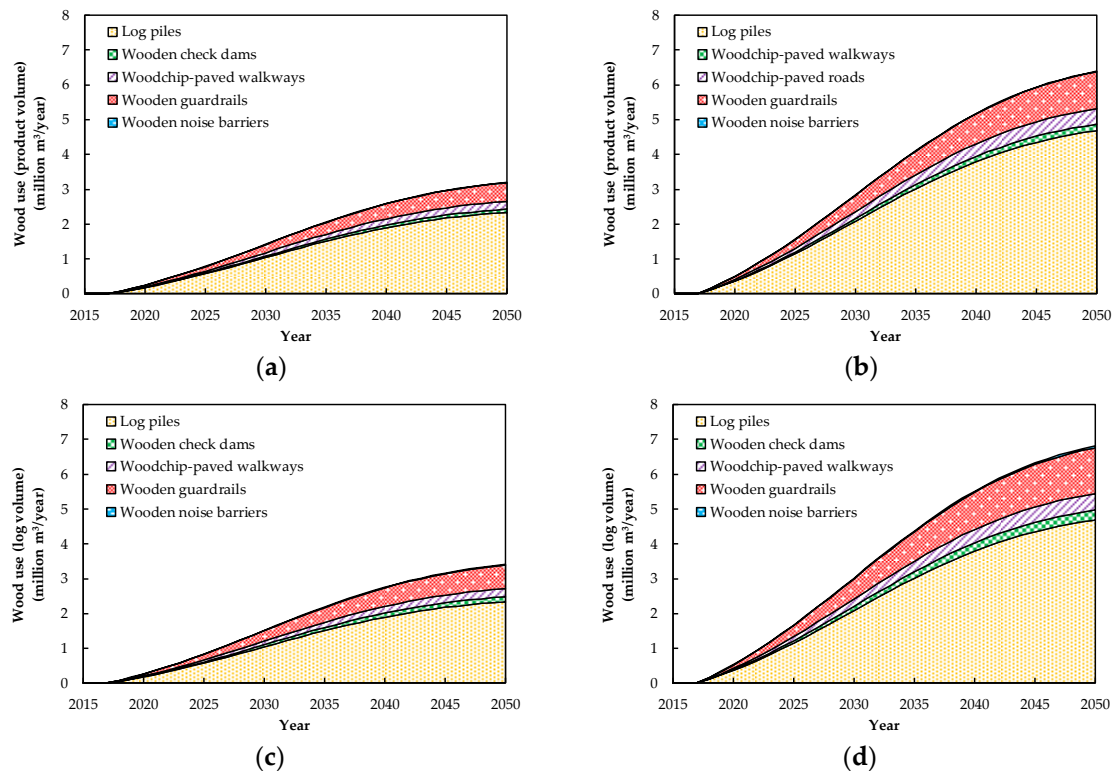 Wood use (product volume)
(million m³/year)
8
7
6
5
4
3
2
1
0
Log piles
Wooden check dams
Woodchip-paved walkways
Wooden guardrails
Wooden noise barriers
2015 2020 2025 2030 2035 2040 2045 2050
Year
(a)
Wood use (product volume)
(million m³/year)
8
7
6
5
4
3
2
1
0
Log piles
Wooden check dams
Woodchip-paved roads
Wooden guardrails
Wooden noise barriers
2015 2020 2025 2030 2035 2040 2045 2050
Year
(b)
Wood use (log volume)
(million m³/year)
8
7
6
5
4
3
2
1
0
Log piles
Wooden check dams
Woodchip-paved walkways
Wooden guardrails
Wooden noise barriers
2015 2020 2025 2030 2035 2040 2045 2050
Year
(c)
Wood use (log volume)
(million m³/year)
8
7
6
5
4
3
2
1
0
Log piles
Wooden check dams
Woodchip-paved walkways
Wooden guardrails
Wooden noise barriers
2015 2020 2025 2030 2035 2040 2045 2050
Year
(d)